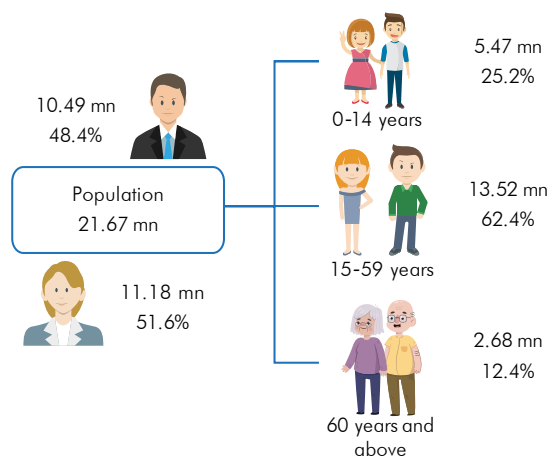 10.49 mn
48.4%
Population
21.67 mn
11.18 mn
51.6%
0-14 years
5.47 mn
25.2%
15-59 years
13.52 mn
62.4%
60 years and
above
2.68 mn
12.4%